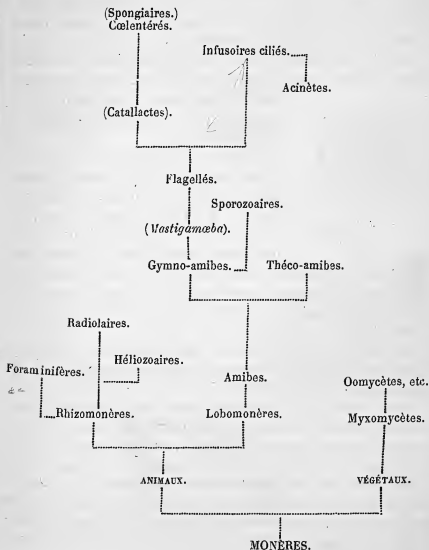 (Spongiaires.)
Cœlentérés.
Infusoires ciliés.
Acinètes.
(Catallactes).
Flagellés.
Sporozoaires.
(Mastigamœba).
Gymno-amibes.
Théco-amibes.
Radiolaires.
Héliozoaires.
Foraminifères.
Amibes.
Oomycètes, etc.
Rhizomonères.
Lobomonères.
Myxomycètes.
ANIMAUX.
VÉGÉTAUX.
MONÈRES.